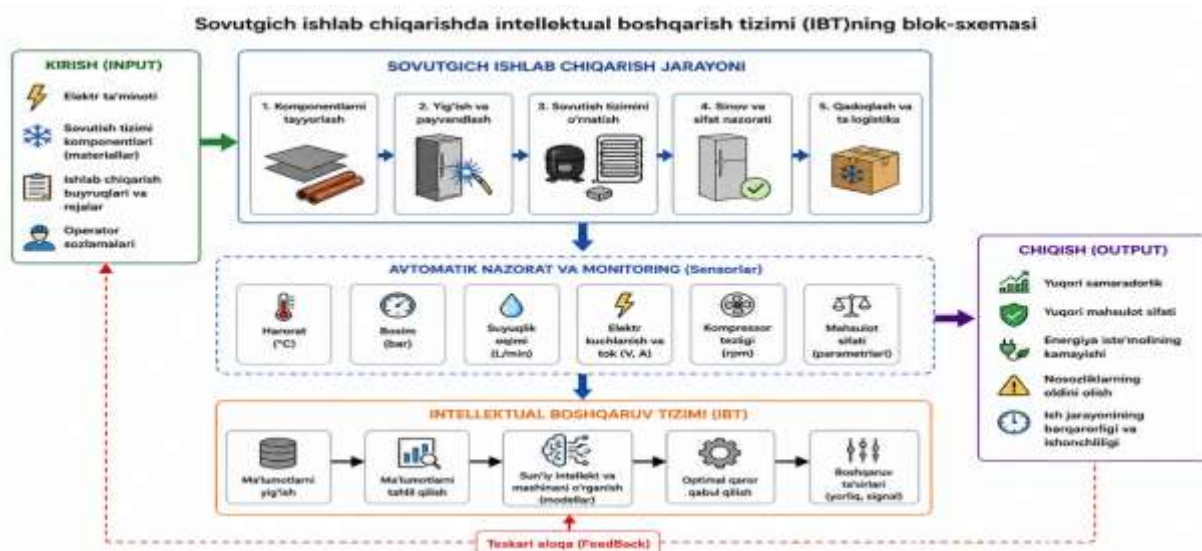 Sovutgich ishlab chiqarishda intellektual boshqarish tizimi (IBT)ning blok-sxemasi
KIRISH (INPUT)
Elektr ta'minoti
Sovutish tizimi
komponentlari
(materiallar)
Ishlab chiqarish
buyruqlari va
rejalar
Operator
sozlamalari
SOVUTGICH ISHLAB CHIQARISH JARAYONI
1. Komponentlarni
tayyorlash
2. Yig'ish va
payvandlash
3. Sovutish tizimini
o'rnatish
4. Sinov va
sifat nazorati
5. Qadoqlash va
ta logistika
AVTOMATIK NAZORAT VA MONITORING (Sensorlar)
Harorat
(°C)
Bosim
(bar)
Suyuqlik
oqimi
(L/min)
Elektr
kuchlanish va
tok (V, A)
Kompressor
tezligi
(rpm)
Mahsulot
sifati
(parametrlari)
CHIQISH (OUTPUT)
Yuqori samaradorlik
Yuqori mahsulot sifati
Energiya iste'molining
kamayishi
Nosozliklarning
oldini olish
Ish jarayonining
barqarorligi va
ishonchliligi
INTELLEKTUAL BOSHQARUV TIZIMI (IBT)
Ma'lumotlarni
yig'ish
Ma'lumotlarni
tahlil qilish
Sun'iy intellekt va
mashinani o'rganish
(modellar)
Optimal qaror
qabul qilish
Boshqaruv
ta'sirlari
(yorliq, signal)
Teskari aloqa (FeedBack)